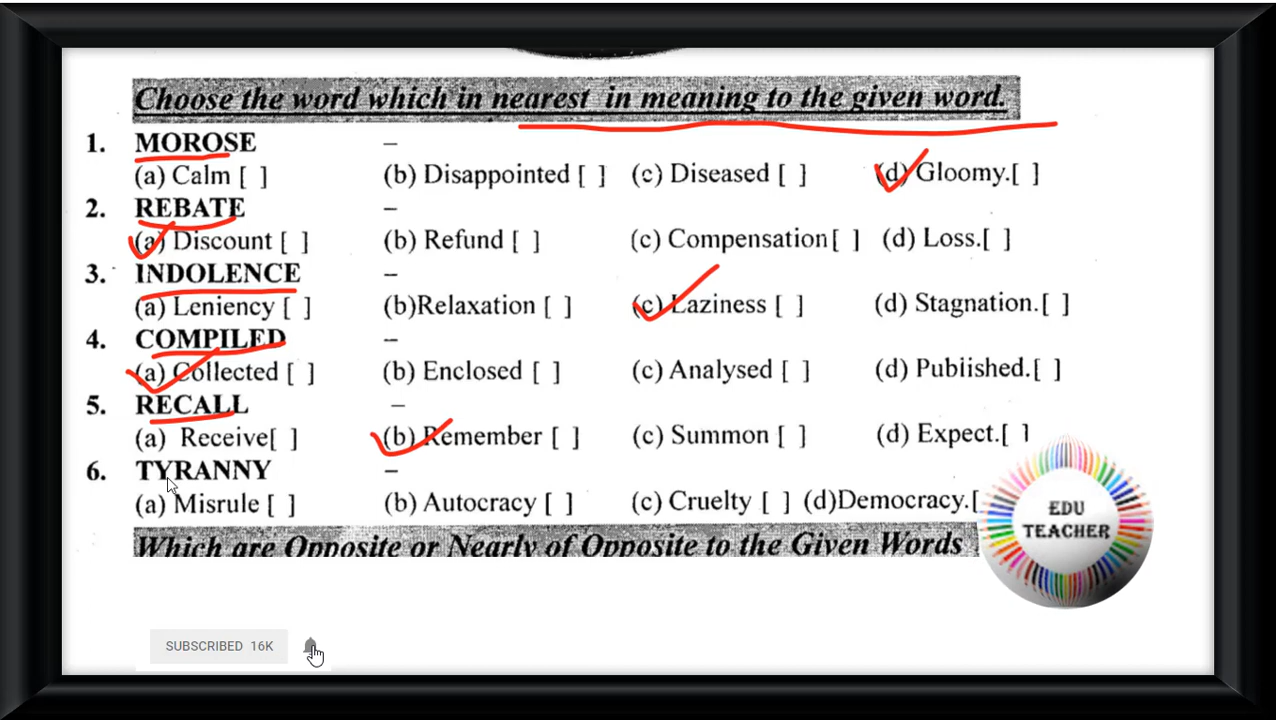 Choose the word which in nearest in meaning to the given word.
1. MOROSE –
(a) Calm [ ] (b) Disappointed [ ] (c) Diseased [ ] (d) Gloomy.[ ]
2. REBATE –
(a) Discount [ ] (b) Refund [ ] (c) Compensation [ ] (d) Loss.[ ]
3. INDOLENCE –
(a) Leniency [ ] (b)Relaxation [ ] (c) Laziness [ ] (d) Stagnation.[ ]
4. COMPILED –
(a) Collected [ ] (b) Enclosed [ ] (c) Analysed [ ] (d) Published.[ ]
5. RECALL –
(a) Receive[ ] (b) Remember [ ] (c) Summon [ ] (d) Expect.[ ]
6. TYRANNY –
(a) Misrule [ ] (b) Autocracy [ ] (c) Cruelty [ ] (d)Democracy.[
Which are Opposite or Nearly of Opposite to the Given Words
EDU
TEACHER
SUBSCRIBED 16K